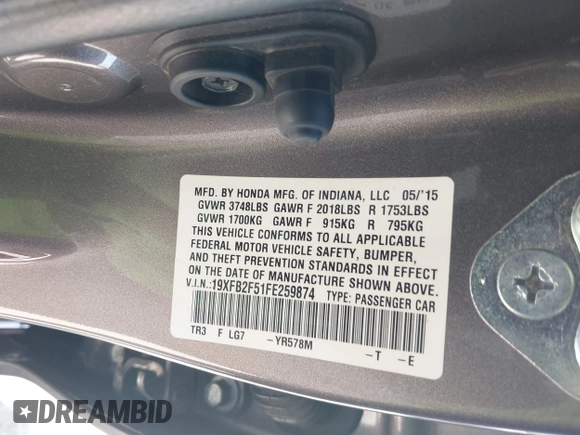 MFD. BY HONDA MFG. OF INDIANA, LLC 05/'15
GVWR 3748LBS GAWR F 2018LBS R 1753LBS
GVWR 1700KG GAWR F 915KG R 795KG
THIS VEHICLE CONFORMS TO ALL APPLICABLE
FEDERAL MOTOR VEHICLE SAFETY, BUMPER,
AND THEFT PREVENTION STANDARDS IN EFFECT
ON THE DATE OF MANUFACTURE SHOWN ABOVE.
V.I.N.:19XFB2F51FE259874 TYPE: PASSENGER CAR
TR3 F LG7 -YR578M -T -E
DREAMBID